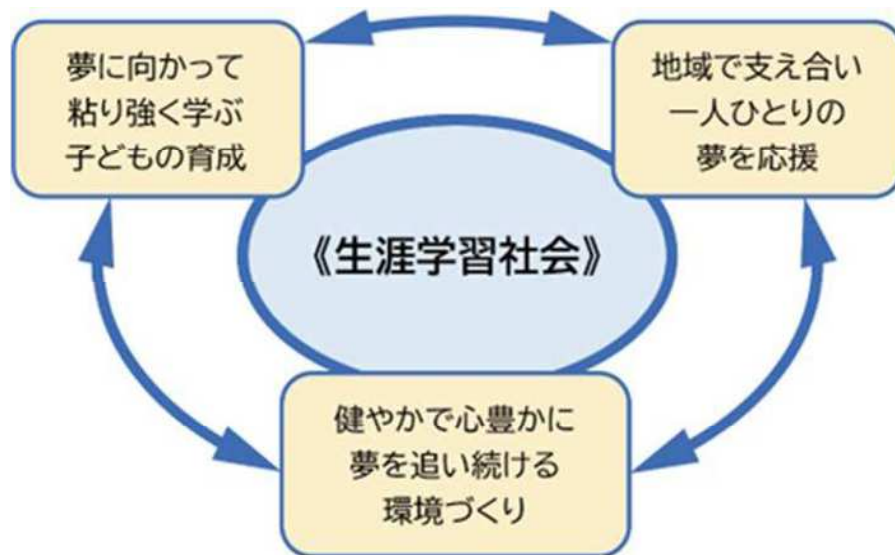 夢に向かって
粘り強く学ぶ
子どもの育成
地域で支え合い
一人ひとりの
夢を応援
《生涯学習社会》
健やかで心豊かに
夢を追い続ける
環境づくり